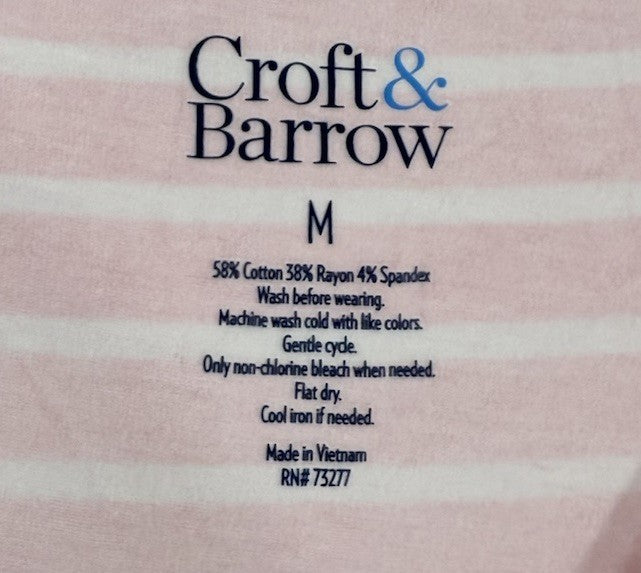 Croft&
Barrow
M
58% Cotton 38% Rayon 4% Spandex
Wash before wearing.
Machine wash cold with like colors.
Gentle cycle.
Only non-chlorine bleach when needed.
Flat dry.
Cool iron if needed.
Made in Vietnam
RN# 73277